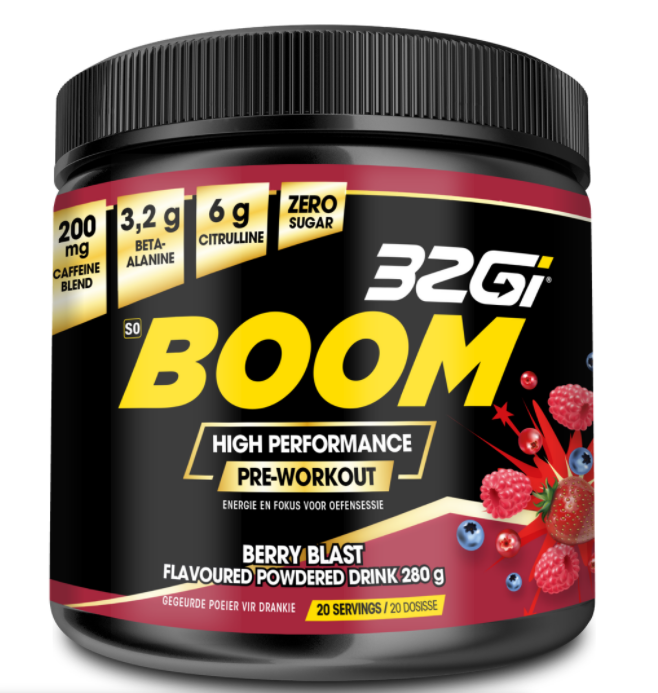 200
mg
CAFFEINE
BLEND
3,2 g
BETA-
ALANINE
6 g
CITRULLINE
ZERO
SUGAR
32Gi®
SO
BOOM
HIGH PERFORMANCE
PRE-WORKOUT
ENERGIE EN FOKUS VOOR OEFENSESSIE
BERRY BLAST
FLAVOURED POWDERED DRINK 280 g
GEGEURDE POEIER VIR DRANKIE
20 SERVINGS / 20 DOSISSE